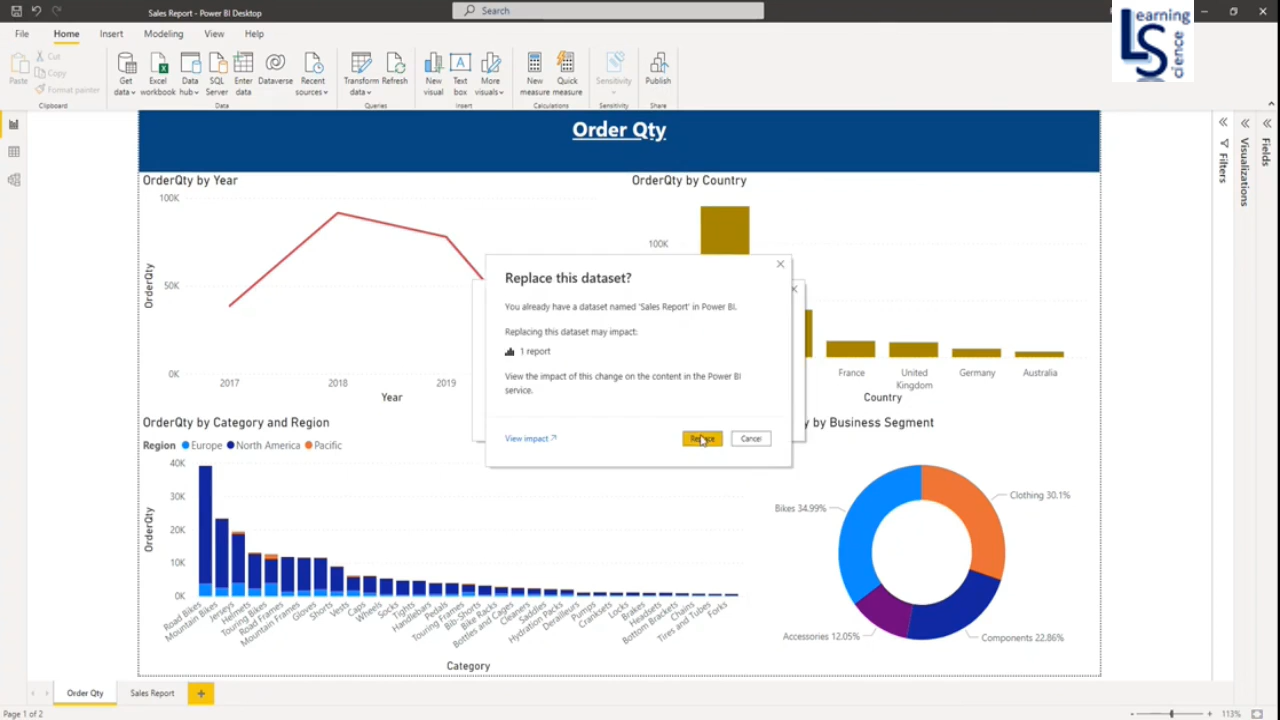 Sales Report - Power BI Desktop
Search
Learning
Science
File Home Insert Modeling View Help
Cut
Copy
Format painter
Paste
Clipboard
Get data
Excel workbook
Data hub
SQL Server
Enter data
Dataverse
Recent sources
Data
Transform data
Refresh
Queries
New visual
Text box
More visuals
Insert
New measure
Quick measure
Calculations
Sensitivity
Sensitivity
Publish
Share
Order Qty
OrderQty by Year
100K
50K
0K
OrderQty
2017 2018 2019
Year
OrderQty by Country
100K
France United Kingdom Germany Australia
Country
Replace this dataset?
You already have a dataset named 'Sales Report' in Power BI.
Replacing this dataset may impact:
1 report
View the impact of this change on the content in the Power BI
service.
View impact
Replace
Cancel
OrderQty by Category and Region
Region Europe North America Pacific
40K
30K
20K
10K
0K
OrderQty
Road Bikes
Mountain Bikes
Jerseys
Helmets
Touring Bikes
Road Frames
Mountain Frames
Gloves
Shorts
Vests
Caps
Wheels
Socks
Handlebars
Pedals
Touring Frames
Bib-Shorts
Bike Racks
Bottles and Cages
Cleaners
Saddles
Hydration Packs
Derailleurs
Pumps
Cranksets
Locks
Brakes
Headsets
Bottom Brackets
Chains
Tires and Tubes
Forks
Category
y by Business Segment
Bikes 34.99%
Clothing 30.1%
Accessories 12.05%
Components 22.86%
Filters
Visualizations
Fields
Order Qty
Sales Report
Page 1 of 2
113%